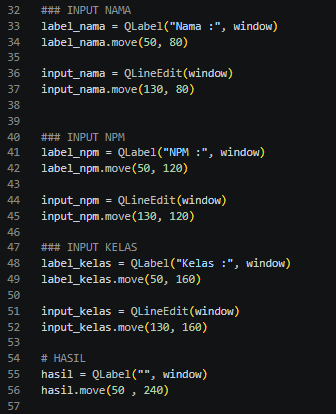 32 ### INPUT NAMA
33 label_nama = QLabel("Nama :", window)
34 label_nama.move(50, 80)
35
36 input_nama = QLineEdit(window)
37 input_nama.move(130, 80)
38
39
40 ### INPUT NPM
41 label_npm = QLabel("NPM :", window)
42 label_npm.move(50, 120)
43
44 input_npm = QLineEdit(window)
45 input_npm.move(130, 120)
46
47 ### INPUT KELAS
48 label_kelas = QLabel("Kelas :", window)
49 label_kelas.move(50, 160)
50
51 input_kelas = QLineEdit(window)
52 input_kelas.move(130, 160)
53
54 # HASIL
55 hasil = QLabel("", window)
56 hasil.move(50 , 240)
57